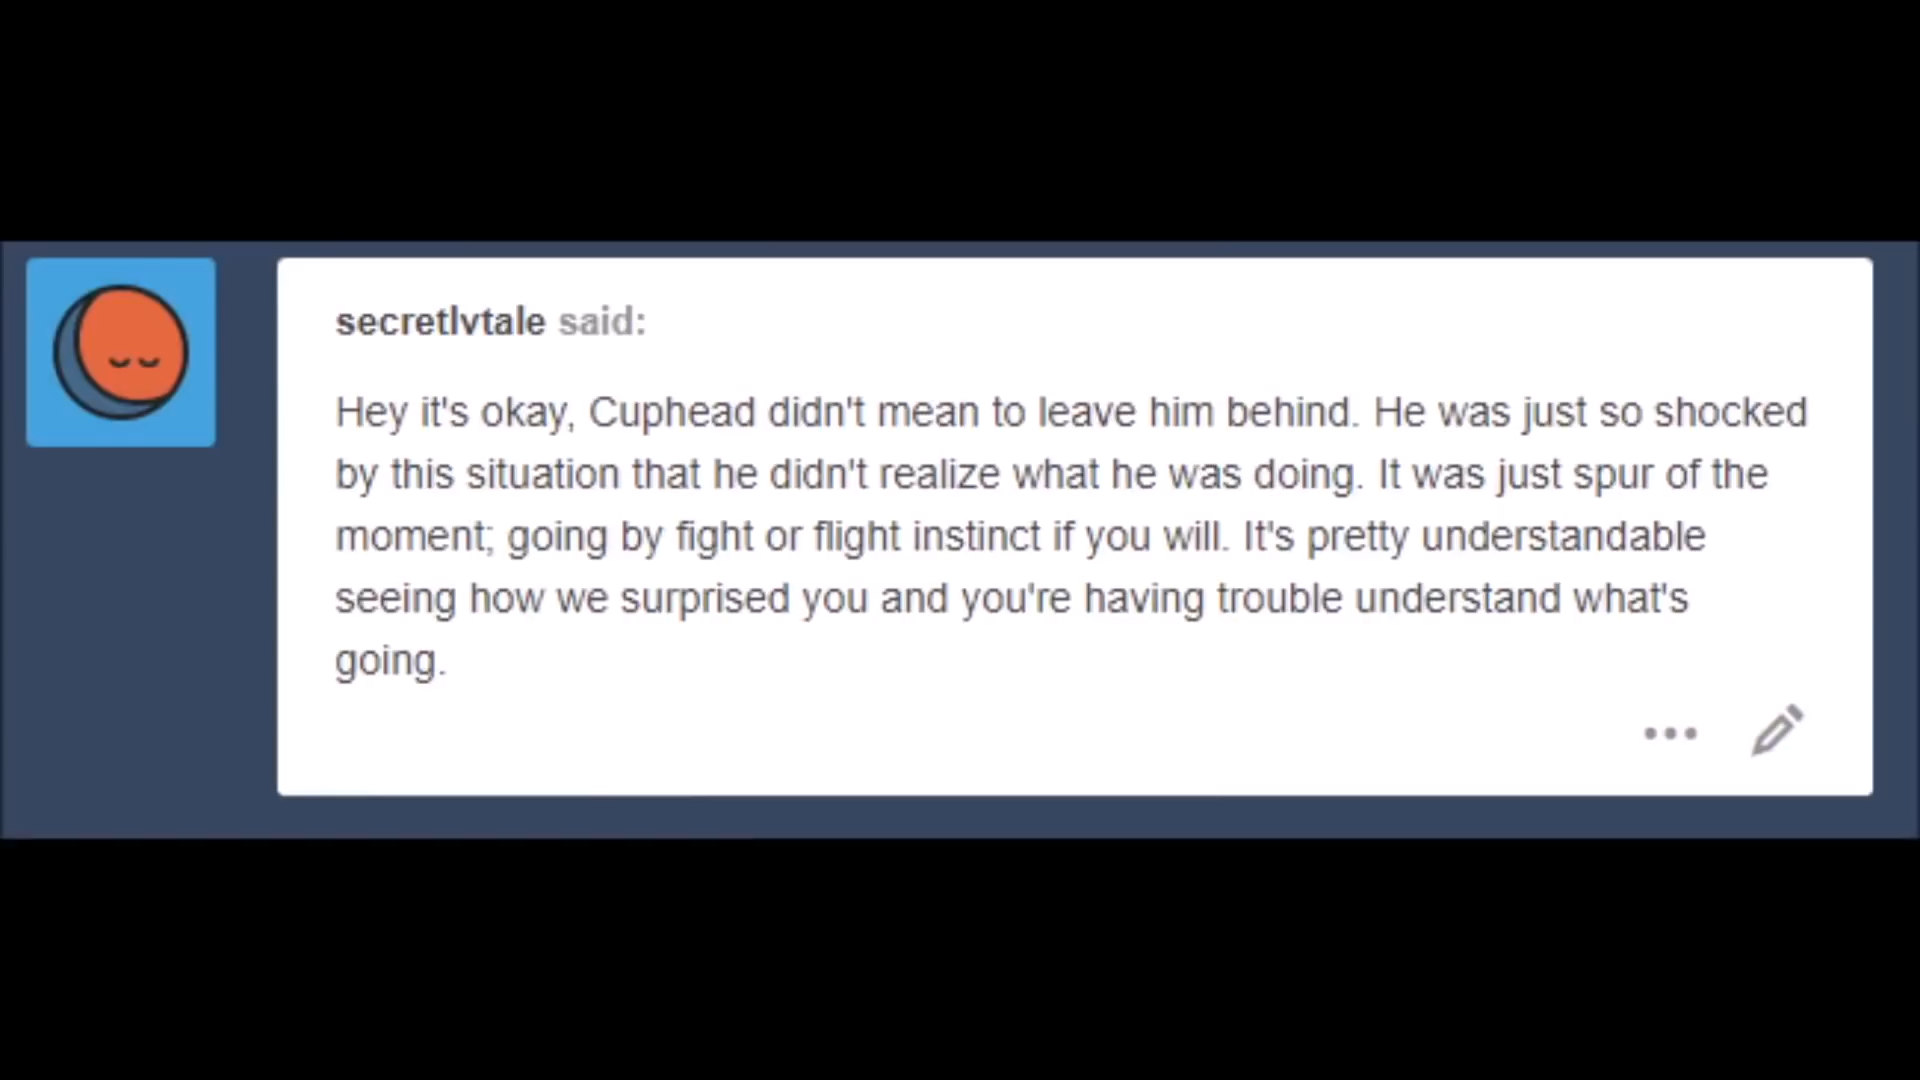 secretlvtale said:
Hey it's okay, Cuphead didn't mean to leave him behind. He was just so shocked
by this situation that he didn't realize what he was doing. It was just spur of the
moment; going by fight or flight instinct if you will. It's pretty understandable
seeing how we surprised you and you're having trouble understand what's
going.